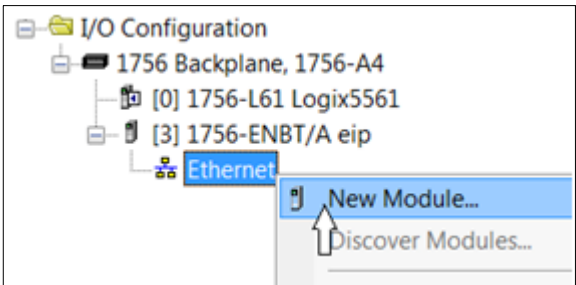 I/O Configuration
1756 Backplane, 1756-A4
[0] 1756-L61 Logix5561
[3] 1756-ENBT/A eip
Ethernet
New Module...
Discover Modules...